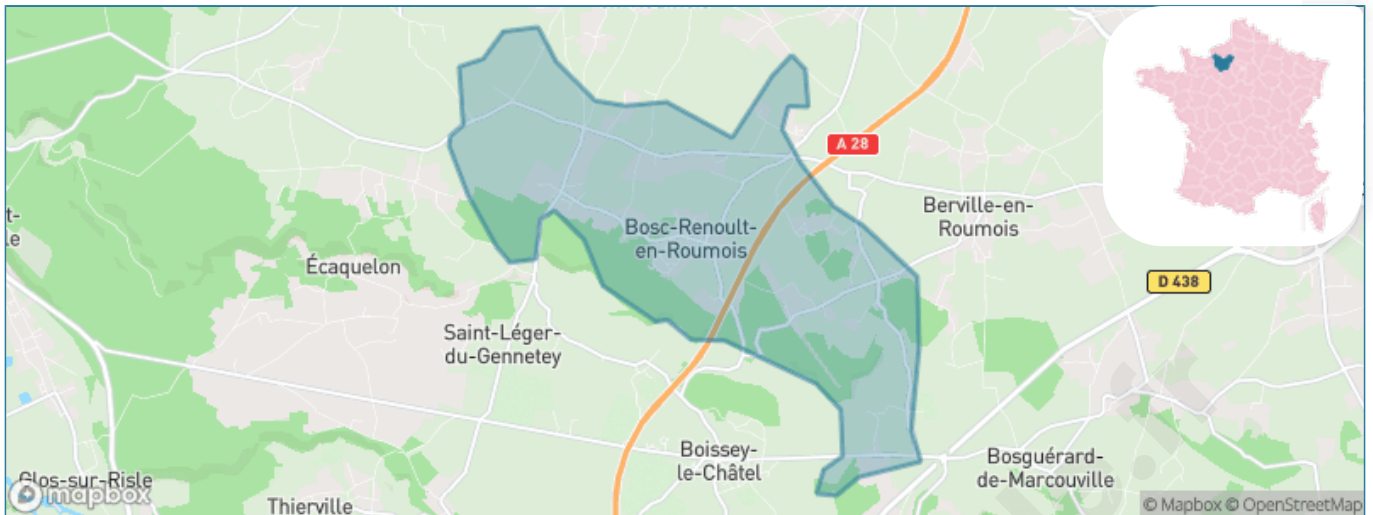 A 28
Bosc-Renoult-
en-Roumois
Berville-en-
Roumois
Écaquelon
D 438
Saint-Léger-
du-Gennetey
Boissey-
le-Châtel
Bosguérard-
de-Marcouville
Glos-sur-Risle
mapbox
Thierville
© Mapbox © OpenStreetMap